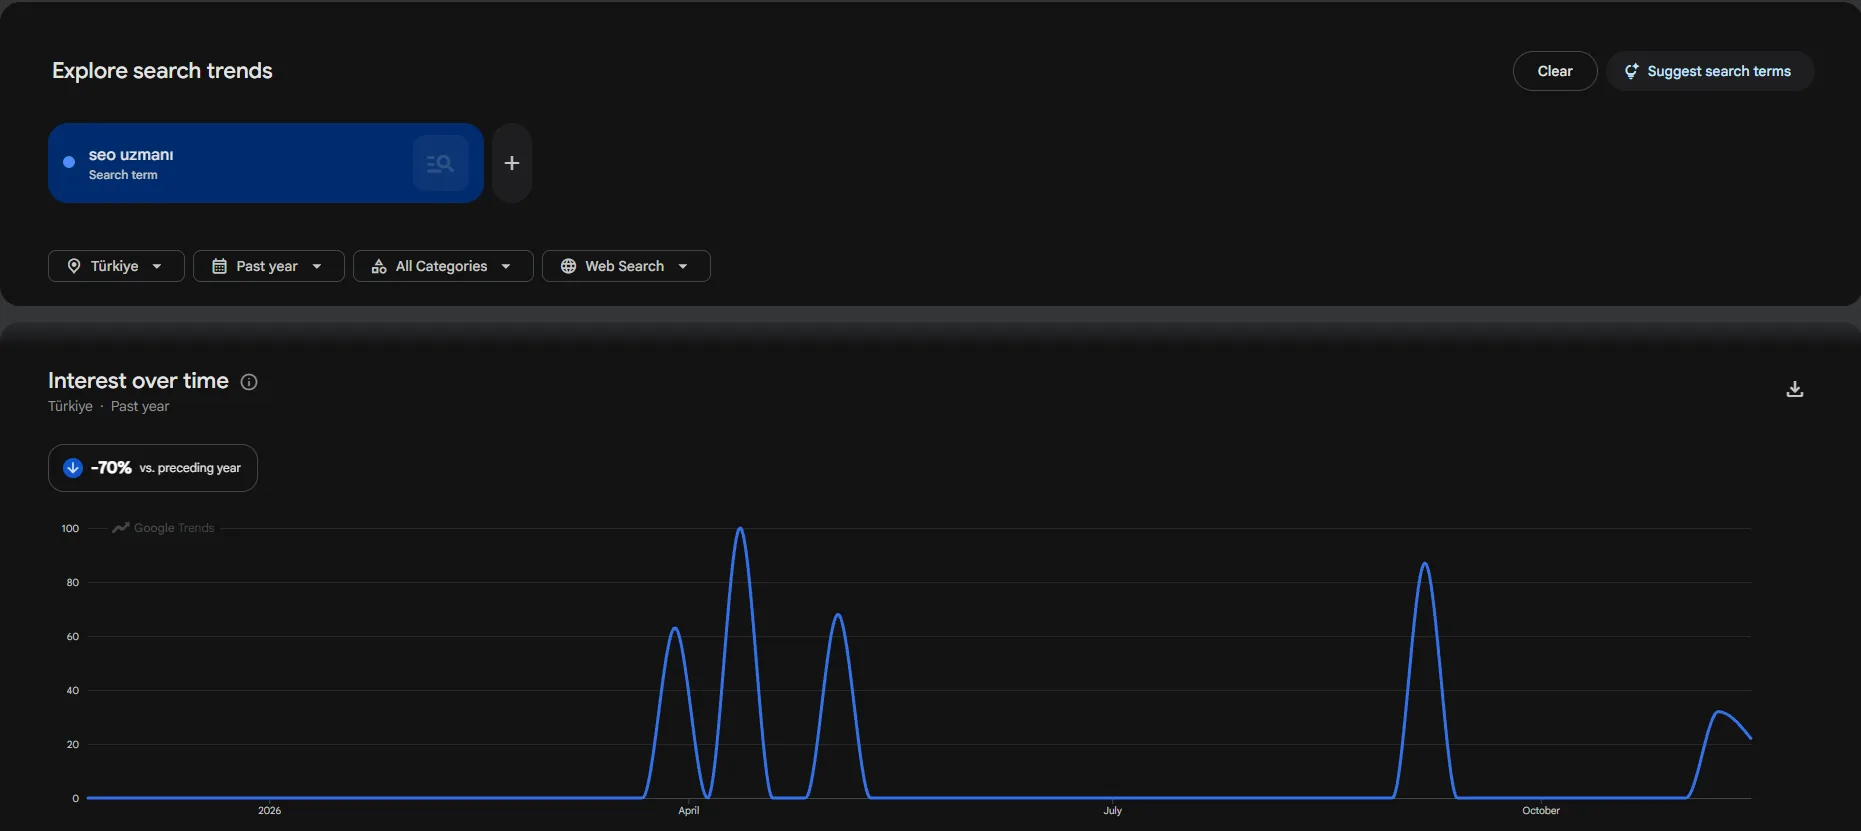 Explore search trends
Clear
Suggest search terms
seo uzmanı
Search term
+
Türkiye
Past year
All Categories
Web Search
Interest over time
Türkiye · Past year
-70% vs. preceding year
Google Trends
100
80
60
40
20
0
2026
April
July
October